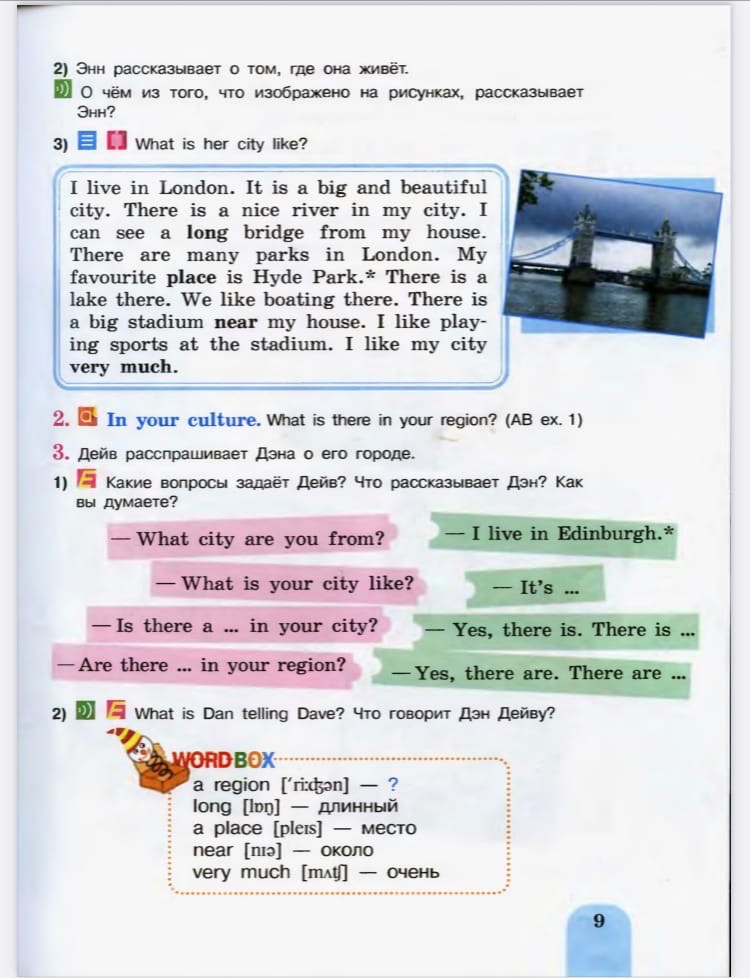 2) Энн рассказывает о том, где она живёт.
О чём из того, что изображено на рисунках, рассказывает
Энн?
3) What is her city like?
I live in London. It is a big and beautiful
city. There is a nice river in my city. I
can see a long bridge from my house.
There are many parks in London. My
favourite place is Hyde Park.* There is a
lake there. We like boating there. There is
a big stadium near my house. I like play-
ing sports at the stadium. I like my city
very much.
2. In your culture. What is there in your region? (AB ex. 1)
3. Дейв расспрашивает Дэна о его городе.
1) Какие вопросы задаёт Дейв? Что рассказывает Дэн? Как
вы думаете?
— What city are you from?
— I live in Edinburgh.*
— What is your city like?
— It's ...
— Is there a ... in your city?
— Yes, there is. There is ...
— Are there ... in your region?
— Yes, there are. There are ...
2) What is Dan telling Dave? Что говорит Дэн Дейву?
WORD BOX
a region [ˈriːʤən] — ?
long [lɒŋ] — длинный
a place [pleɪs] — место
near [nɪə] — около
very much [mʌʧ] — очень
9